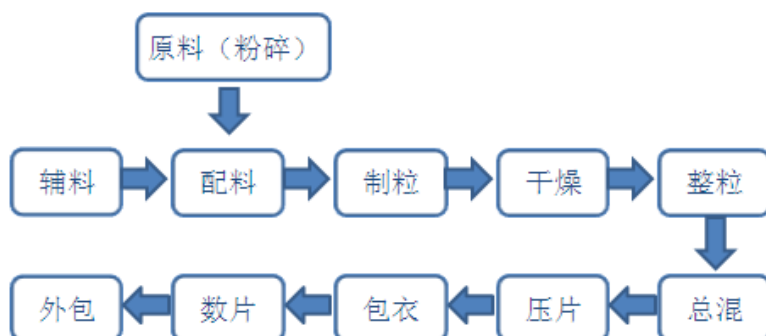 原料（粉碎）
辅料
配料
制粒
干燥
整粒
外包
数片
包衣
压片
总混